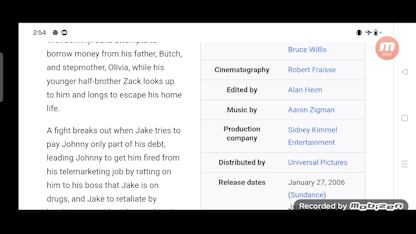 2:54
with Johnny. Jake attempts to
borrow money from his father, Butch,
and stepmother, Olivia, while his
younger half-brother Zack looks up
to him and longs to escape his home
life.
A fight breaks out when Jake tries to
pay Johnny only part of his debt,
leading Johnny to get him fired from
his telemarketing job by ratting on
him to his boss that Jake is on
drugs, and Jake to retaliate by
Bruce Willis
Cinematography Robert Fraisse
Edited by Alan Heim
Music by Aaron Zigman
Production company Sidney Kimmel
Entertainment
Distributed by Universal Pictures
Release dates January 27, 2006
(Sundance)
Recorded by Mobizen